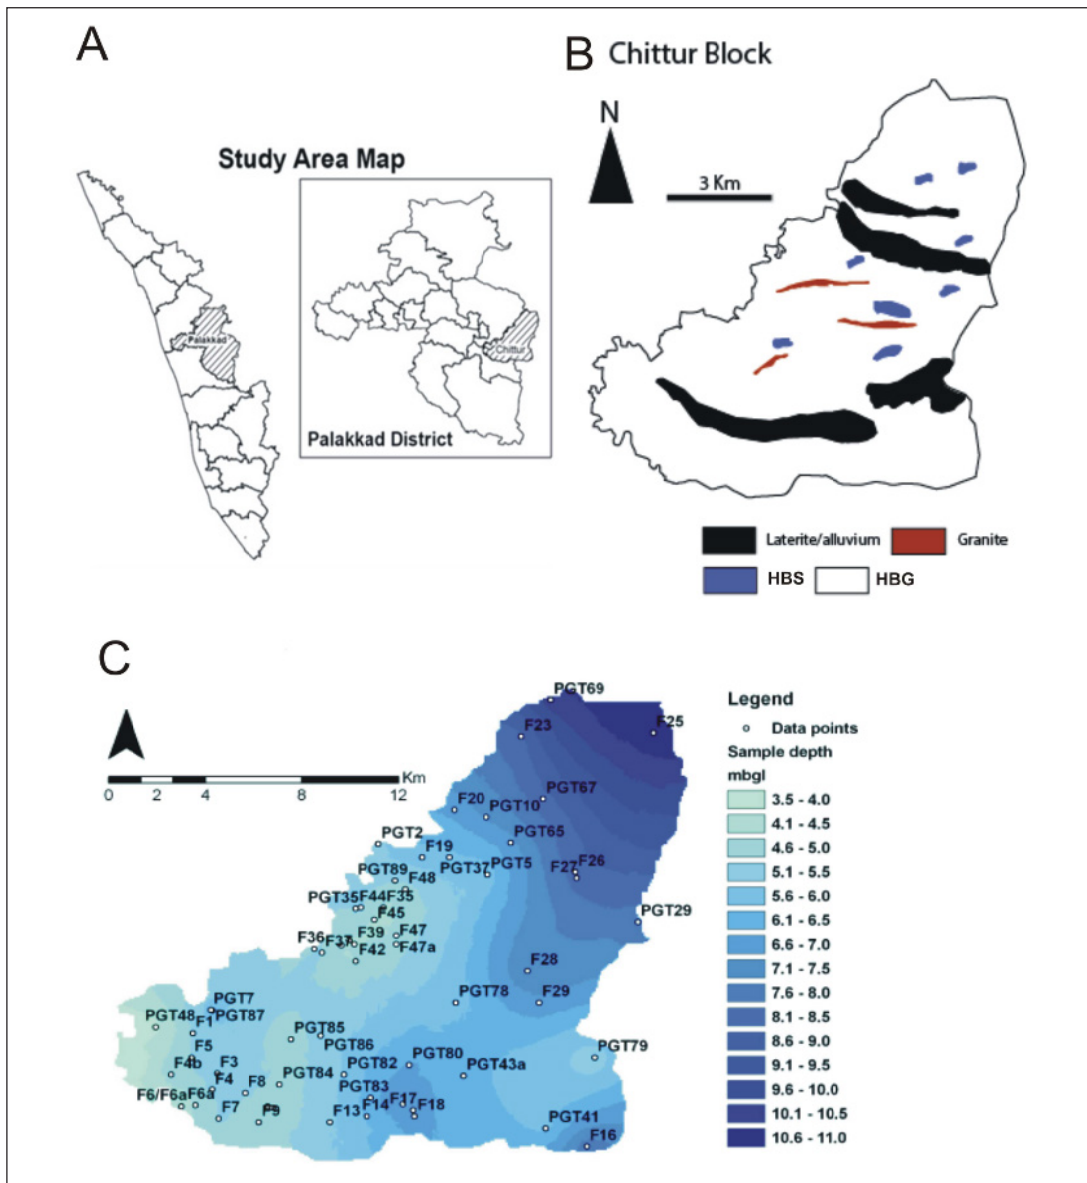 A
Study Area Map
Palakkad
Chittur
Palakkad District
B Chittur Block
N
3 Km
Laterite/alluvium
Granite
HBS
HBG
C
Km
0 2 4 8 12
PGT69
F23
F25
PGT67
F20
PGT10
PGT65
PGT2
F19
PGT37
PGT5
F27
F26
PGT89
F48
PGT35
F44
F35
F45
PGT29
F36
F37
F39
F47
F42
F47a
F28
F29
PGT78
PGT7
PGT87
PGT48
F1
PGT85
PGT86
F5
F4b
F3
PGT82
PGT80
PGT43a
PGT79
F4
F8
PGT84
PGT83
F6/F6a
F6a
F7
F9
F13
F14
F17
F18
PGT41
F16
Legend
Data points
Sample depth
mbgl
3.5 - 4.0
4.1 - 4.5
4.6 - 5.0
5.1 - 5.5
5.6 - 6.0
6.1 - 6.5
6.6 - 7.0
7.1 - 7.5
7.6 - 8.0
8.1 - 8.5
8.6 - 9.0
9.1 - 9.5
9.6 - 10.0
10.1 - 10.5
10.6 - 11.0